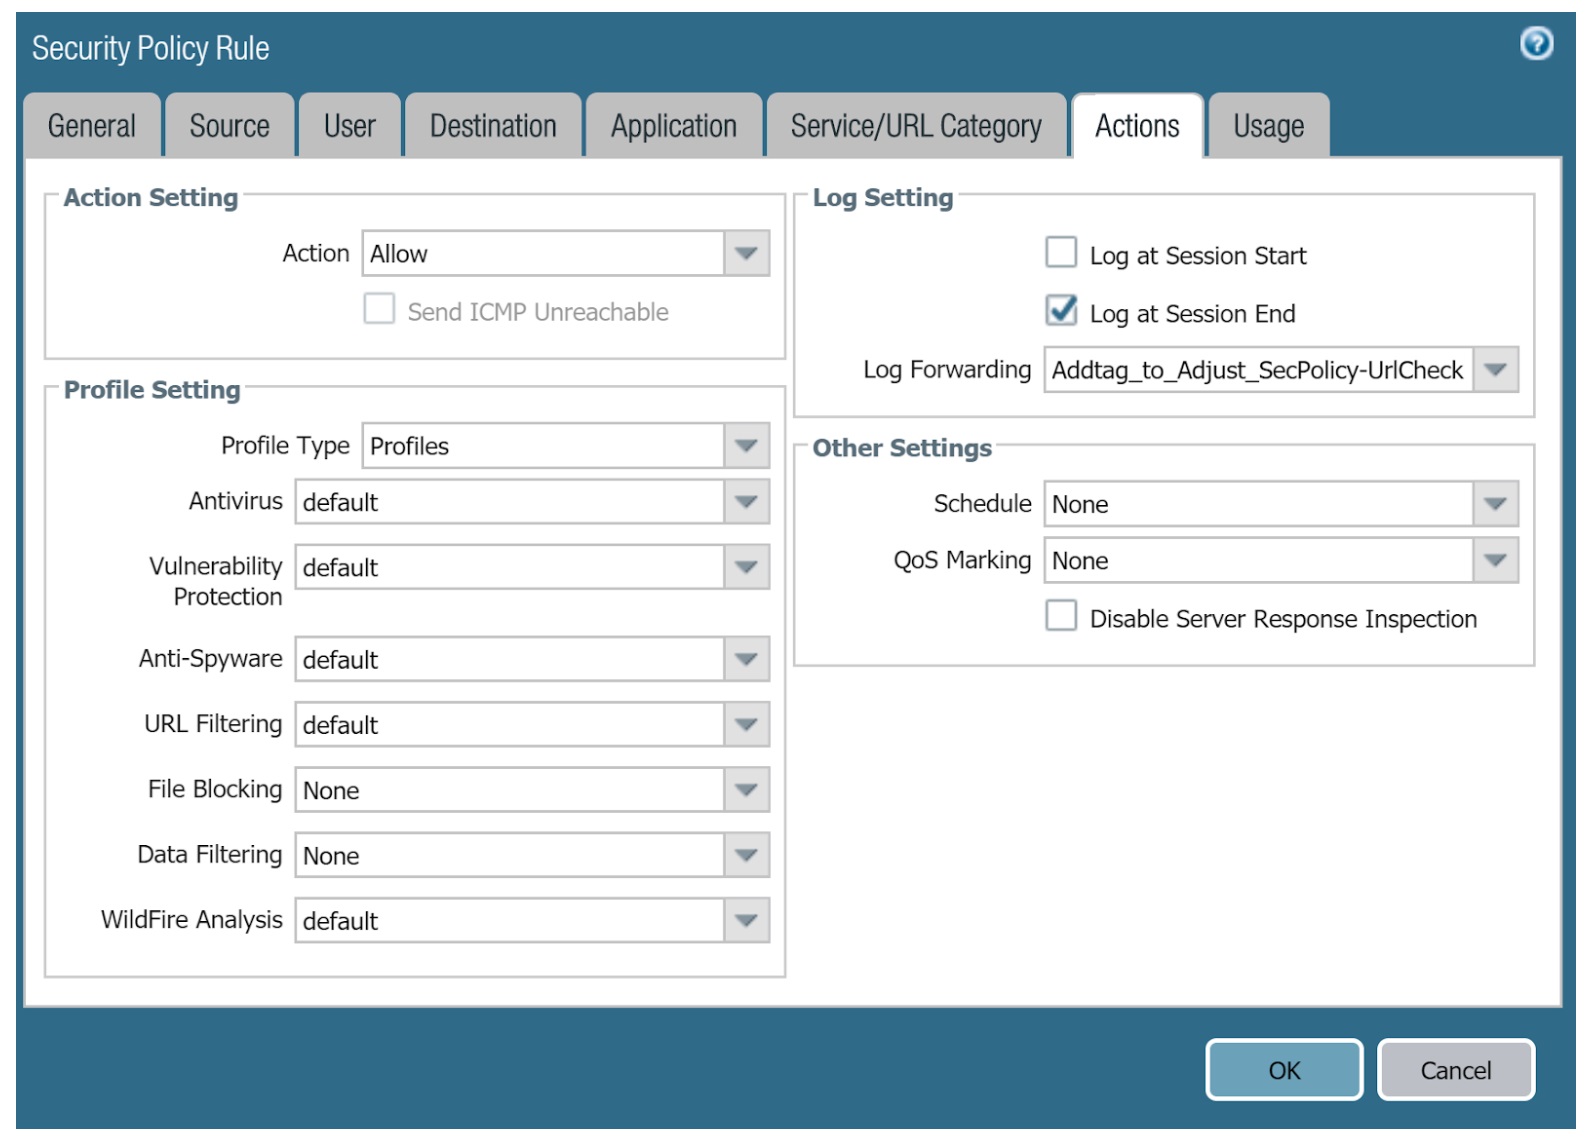 Security Policy Rule
?
General Source User Destination Application Service/URL Category Actions Usage
Action Setting
Action Allow
Send ICMP Unreachable
Profile Setting
Profile Type Profiles
Antivirus default
Vulnerability default
Protection
Anti-Spyware default
URL Filtering default
File Blocking None
Data Filtering None
WildFire Analysis default
Log Setting
Log at Session Start
Log at Session End
Log Forwarding Addtag_to_Adjust_SecPolicy-UrlCheck
Other Settings
Schedule None
QoS Marking None
Disable Server Response Inspection
OK Cancel